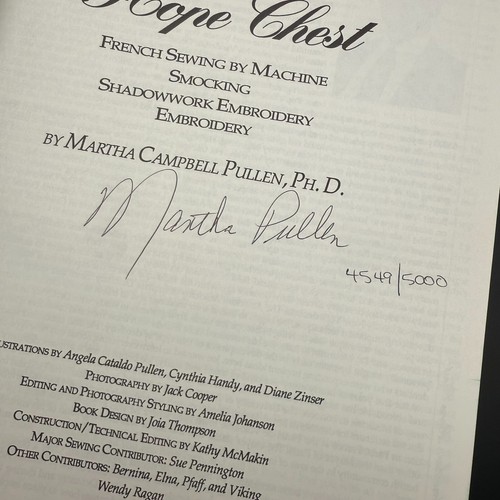 Hope Chest
French Sewing by Machine
Smocking
Shadowwork Embroidery
Embroidery
by Martha Campbell Pullen, Ph. D.
Martha Pullen
4549/5000
by Angela Cataldo Pullen, Cynthia Handy, and Diane Zinser
Photography by Jack Cooper
Editing and Photography Styling by Amelia Johanson
Book Design by Joia Thompson
Construction/Technical Editing by Kathy McMakin
Major Sewing Contributor: Sue Pennington
Other Contributors: Bernina, Elna, Pfaff, and Viking
Wendy Ragan